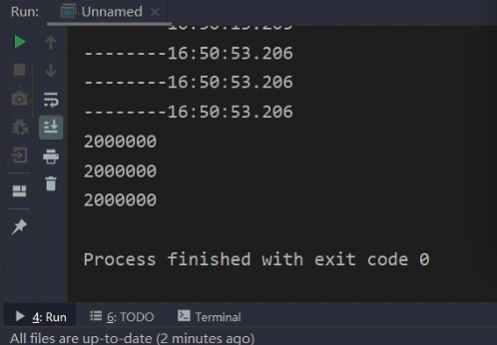 Run: Unnamed ×
--------16:50:53.206
--------16:50:53.206
--------16:50:53.206
2000000
2000000
2000000
Process finished with exit code 0
4: Run 6: TODO Terminal
All files are up-to-date (2 minutes ago)